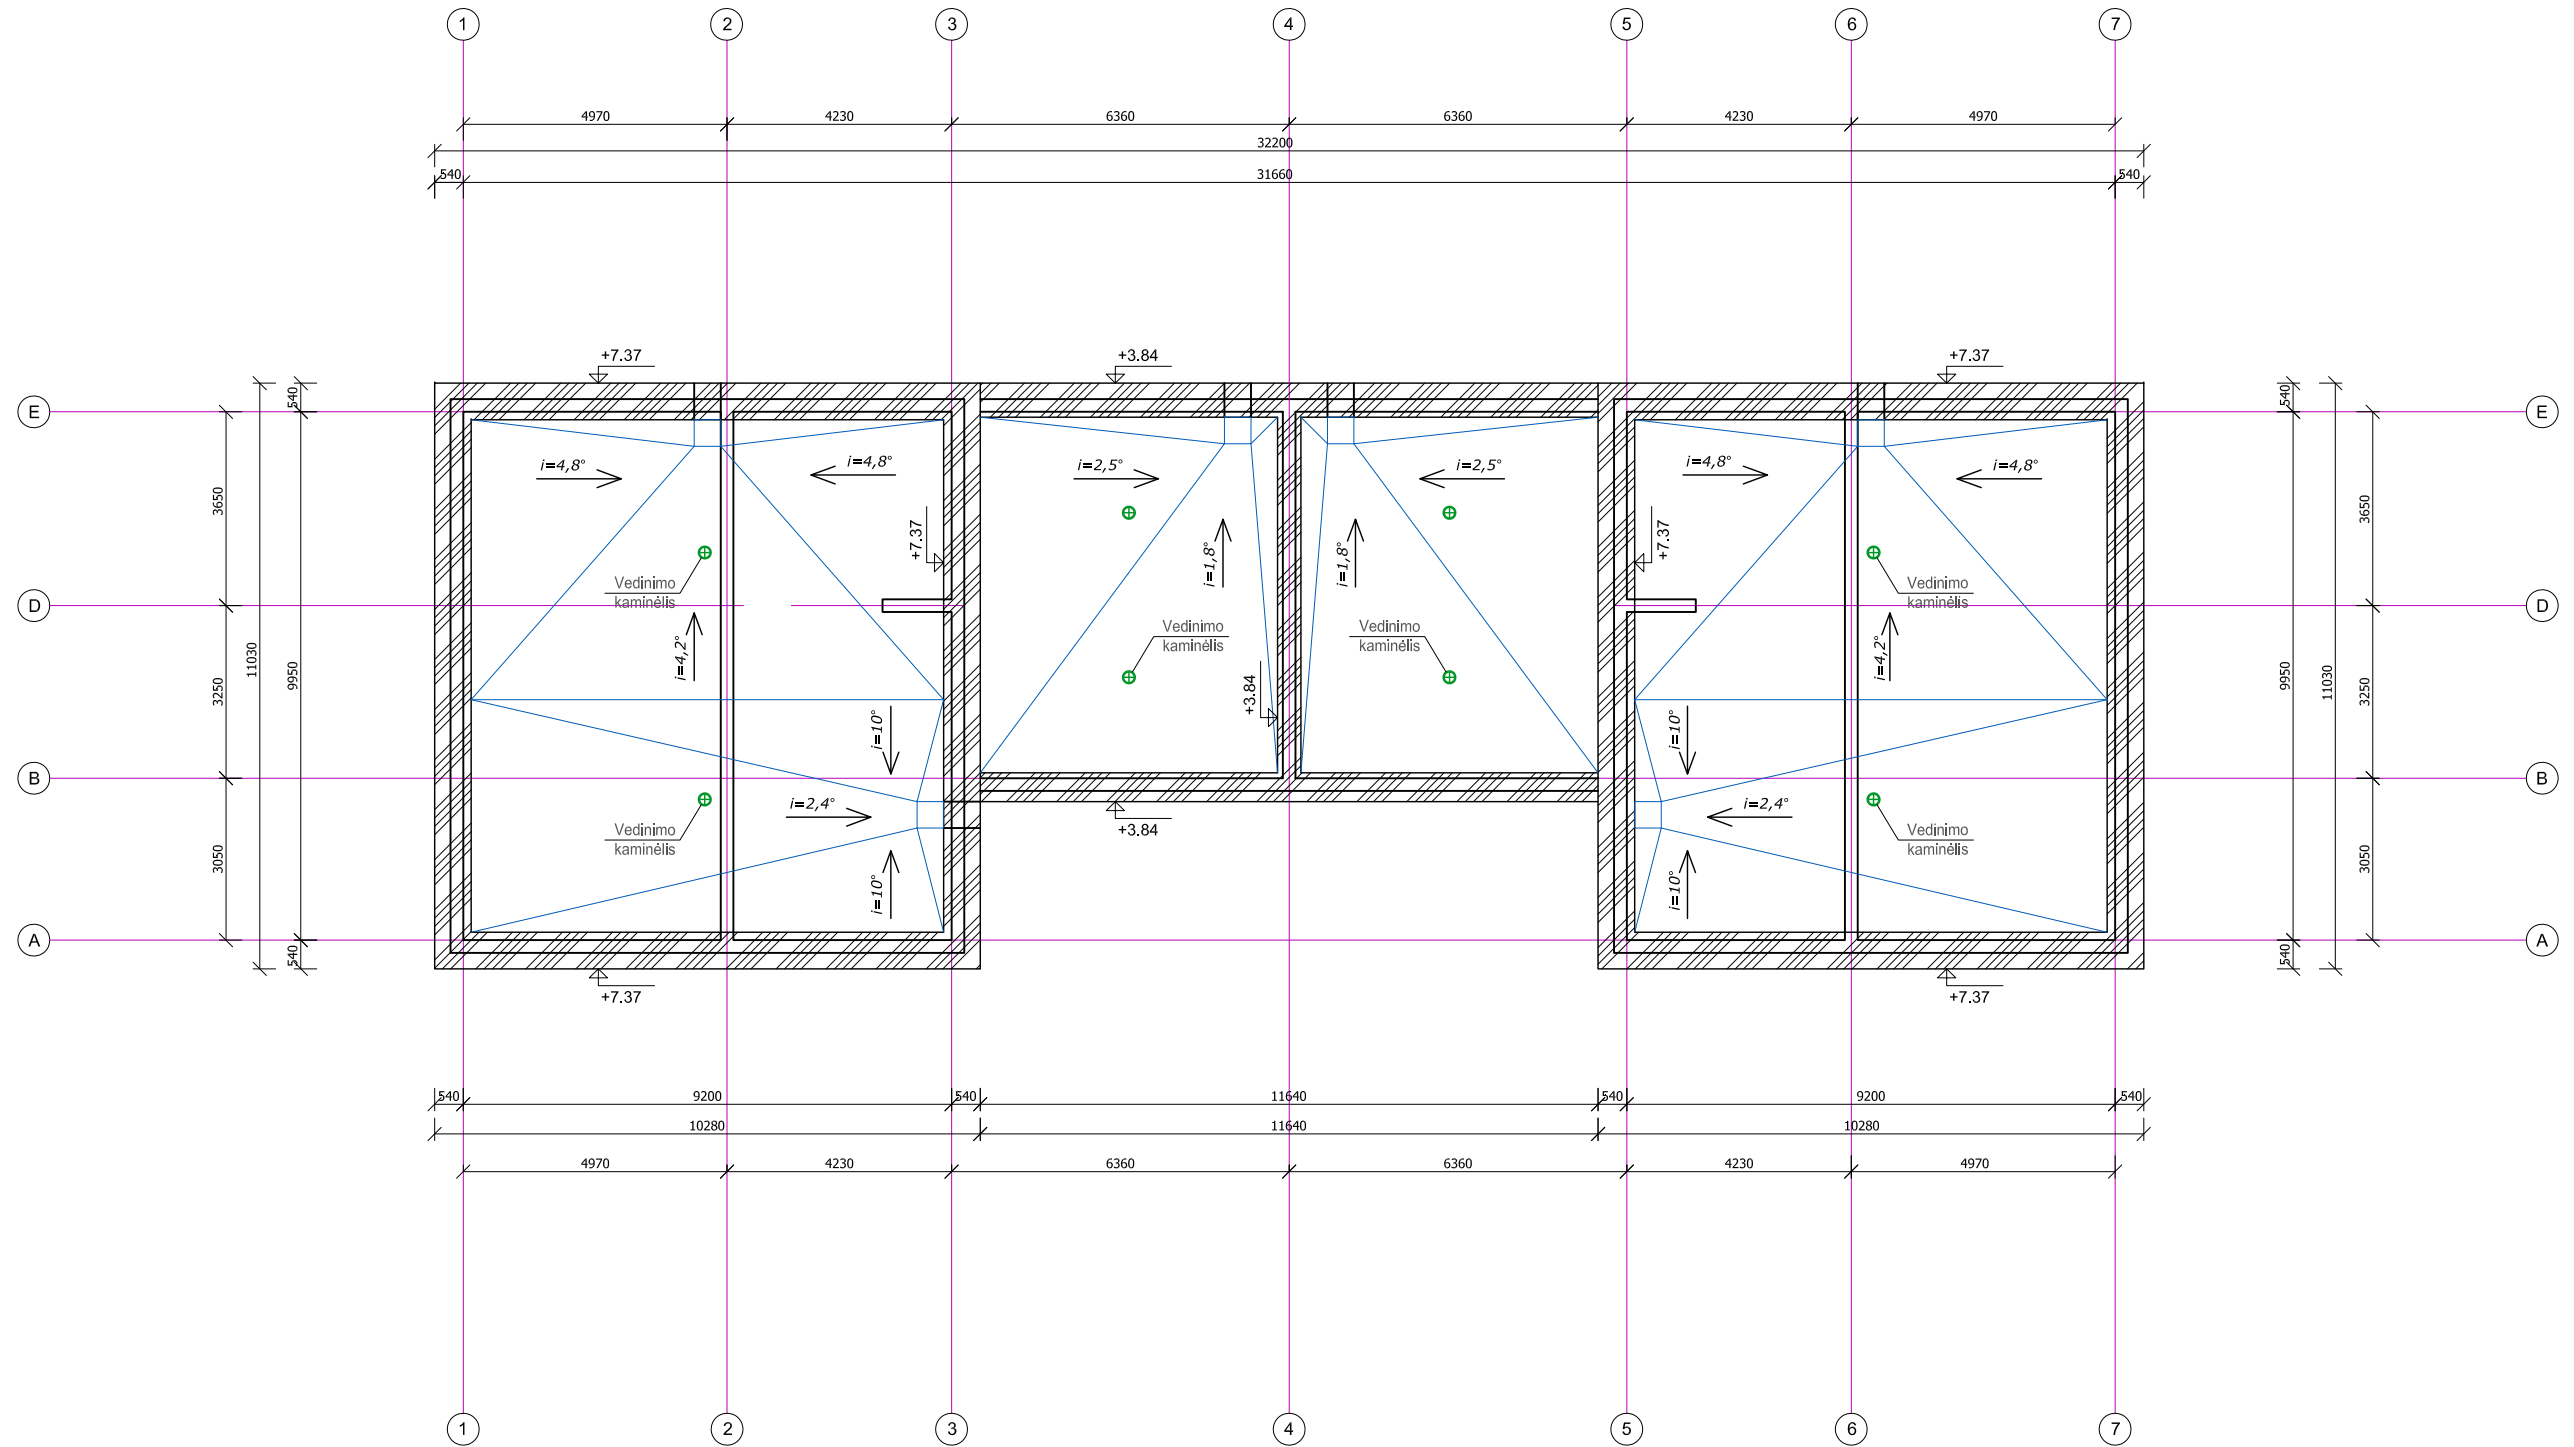 1 2 3 4 5 6 7
4970 4230 6360 6360 4230 4970
32200
540 31660 540
+7.37 +3.84 +7.37
E E
540 540
i=4,8° i=4,8° i=2,5° i=2,5° i=4,8° i=4,8°
3650 3650
+7.37 +7.37
i=1,8° i=1,8°
Vedinimo
kaminėlis
Vedinimo
kaminėlis
D D
Vedinimo
kaminėlis
Vedinimo
kaminėlis
i=4,2° i=4,2°
11030 9950 9950 11030
3250 3250
+3.84
i=10° i=10°
B B
i=2,4° i=2,4°
+3.84
Vedinimo
kaminėlis
Vedinimo
kaminėlis
3050 3050
i=10° i=10°
A A
540 540
+7.37 +7.37
540 9200 540 11640 540 9200 540
10280 11640 10280
4970 4230 6360 6360 4230 4970
1 2 3 4 5 6 7